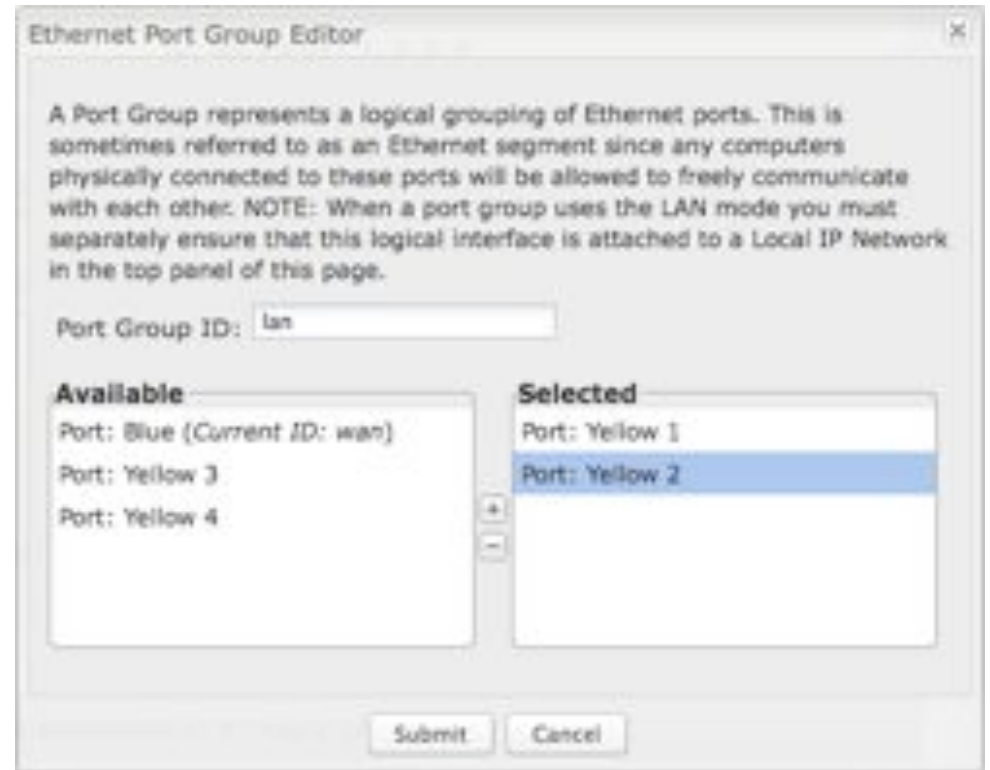 Ethernet Port Group Editor
A Port Group represents a logical grouping of Ethernet ports. This is
sometimes referred to as an Ethernet segment since any computers
physically connected to these ports will be allowed to freely communicate
with each other. NOTE: When a port group uses the LAN mode you must
separately ensure that this logical interface is attached to a Local IP Network
in the top panel of this page.
Port Group ID: lan
Available
Port: Blue (Current ID: wan)
Port: Yellow 3
Port: Yellow 4
Selected
Port: Yellow 1
Port: Yellow 2
+
-
Submit Cancel